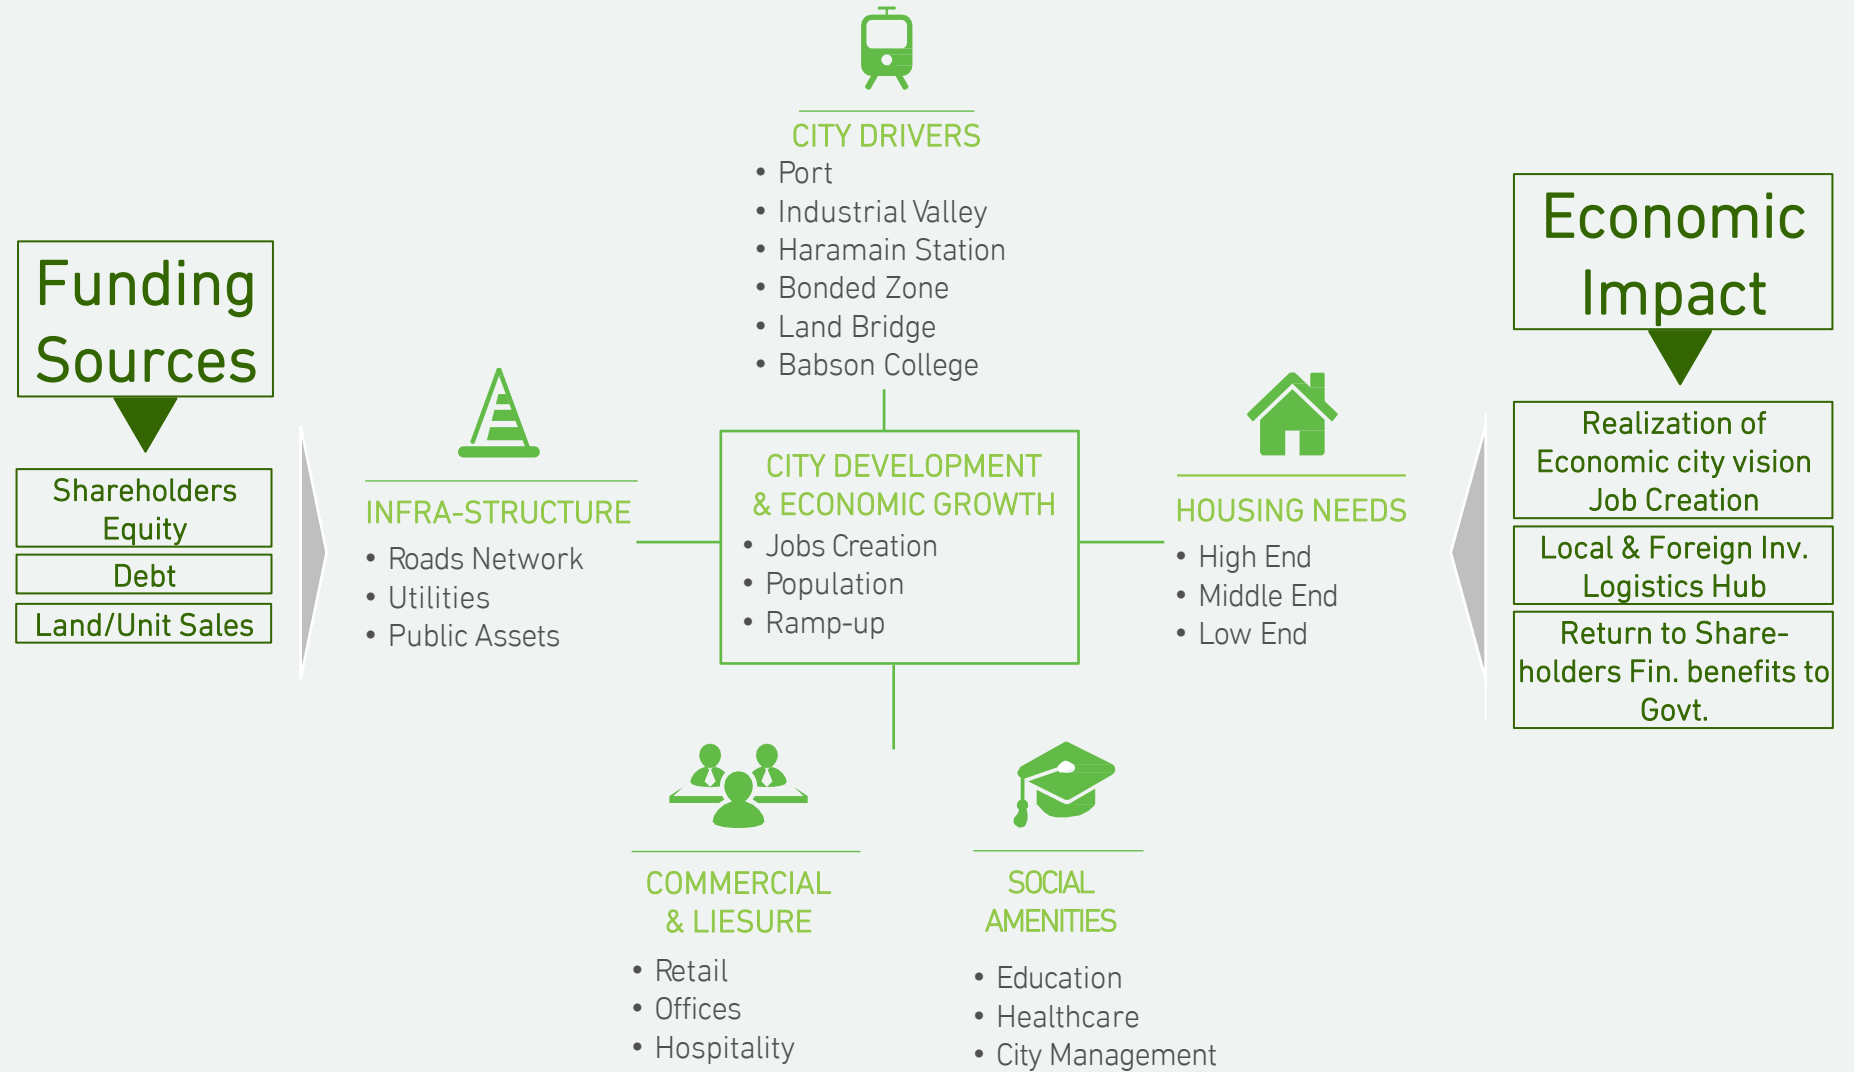 Funding
Sources
Shareholders
Equity
Debt
Land/Unit Sales
INFRA-STRUCTURE
• Roads Network
• Utilities
• Public Assets
CITY DRIVERS
• Port
• Industrial Valley
• Haramain Station
• Bonded Zone
• Land Bridge
• Babson College
CITY DEVELOPMENT
& ECONOMIC GROWTH
• Jobs Creation
• Population
• Ramp-up
COMMERCIAL
& LIESURE
• Retail
• Offices
• Hospitality
SOCIAL
AMENITIES
• Education
• Healthcare
• City Management
HOUSING NEEDS
• High End
• Middle End
• Low End
Economic
Impact
Realization of
Economic city vision
Job Creation
Local & Foreign Inv.
Logistics Hub
Return to Share-
holders Fin. benefits to
Govt.